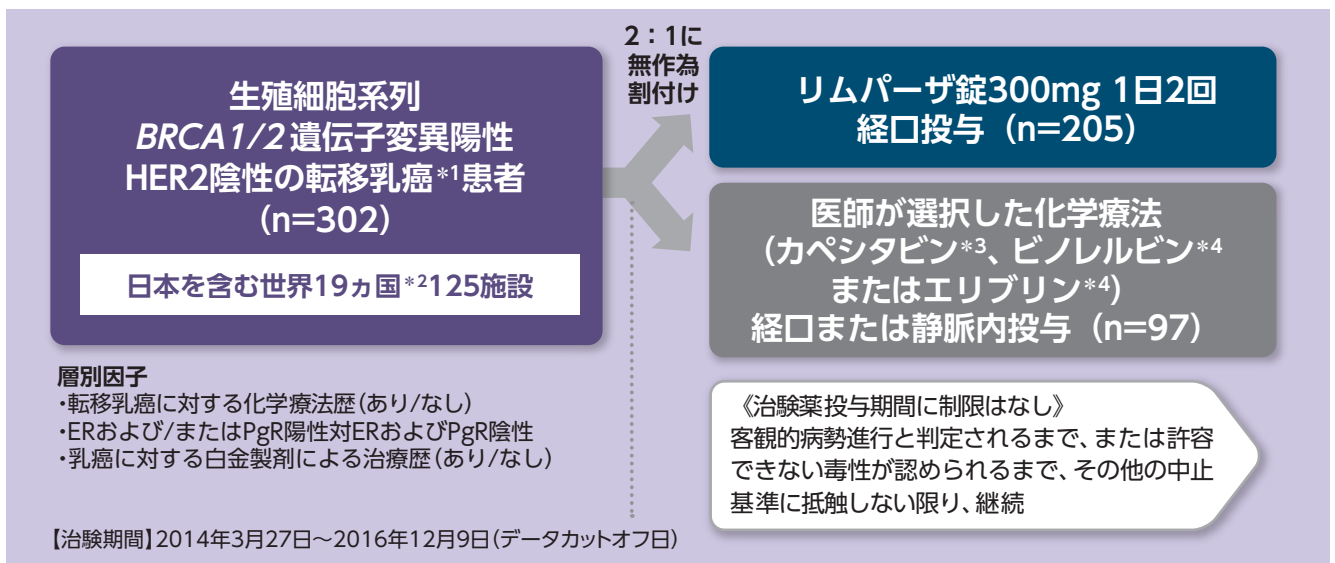 生殖細胞系列
BRCA1/2 遺伝子変異陽性
HER2陰性の転移乳癌*1患者
(n=302)
日本を含む世界19ヵ国*2125施設
層別因子
・転移乳癌に対する化学療法歴(あり/なし)
・ERおよび/またはPgR陽性対ERおよびPgR陰性
・乳癌に対する白金製剤による治療歴(あり/なし)
2:1に
無作為
割付け
リムパーザ錠300mg 1日2回
経口投与(n=205)
医師が選択した化学療法
(カペシタビン*3、ビノレルビン*4
またはエリブリン*4)
経口または静脈内投与(n=97)
《治験薬投与期間に制限はなし》
客観的病勢進行と判定されるまで、または許容
できない毒性が認められるまで、その他の中止
基準に抵触しない限り、継続
【治験期間】2014年3月27日~2016年12月9日(データカットオフ日)